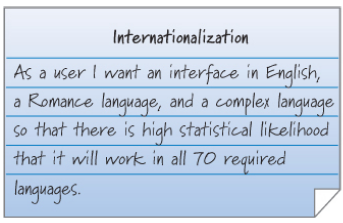 Internationalization
As a user I want an interface in English,
a Romance language, and a complex language
so that there is high statistical likelihood
that it will work in all 70 required
languages.